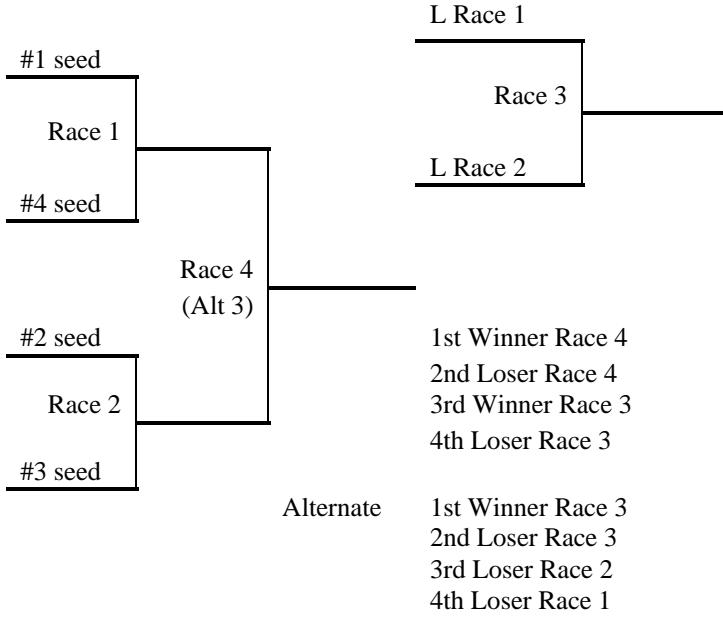 L Race 1
#1 seed
Race 3
Race 1
L Race 2
#4 seed
Race 4
(Alt 3)
#2 seed
1st Winner Race 4
2nd Loser Race 4
Race 2
3rd Winner Race 3
4th Loser Race 3
#3 seed
Alternate 1st Winner Race 3
2nd Loser Race 3
3rd Loser Race 2
4th Loser Race 1